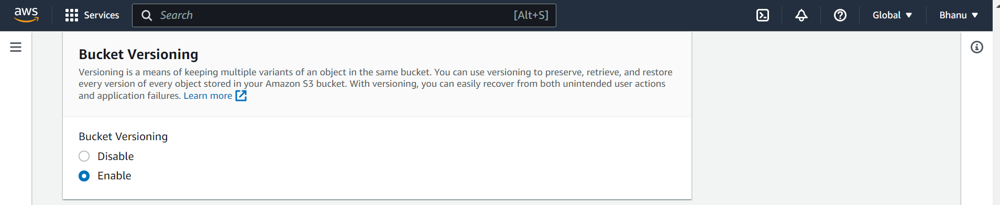 aws Services Search [Alt+S] Global Bhanu
Bucket Versioning
Versioning is a means of keeping multiple variants of an object in the same bucket. You can use versioning to preserve, retrieve, and restore
every version of every object stored in your Amazon S3 bucket. With versioning, you can easily recover from both unintended user actions
and application failures. Learn more
Bucket Versioning
Disable
Enable